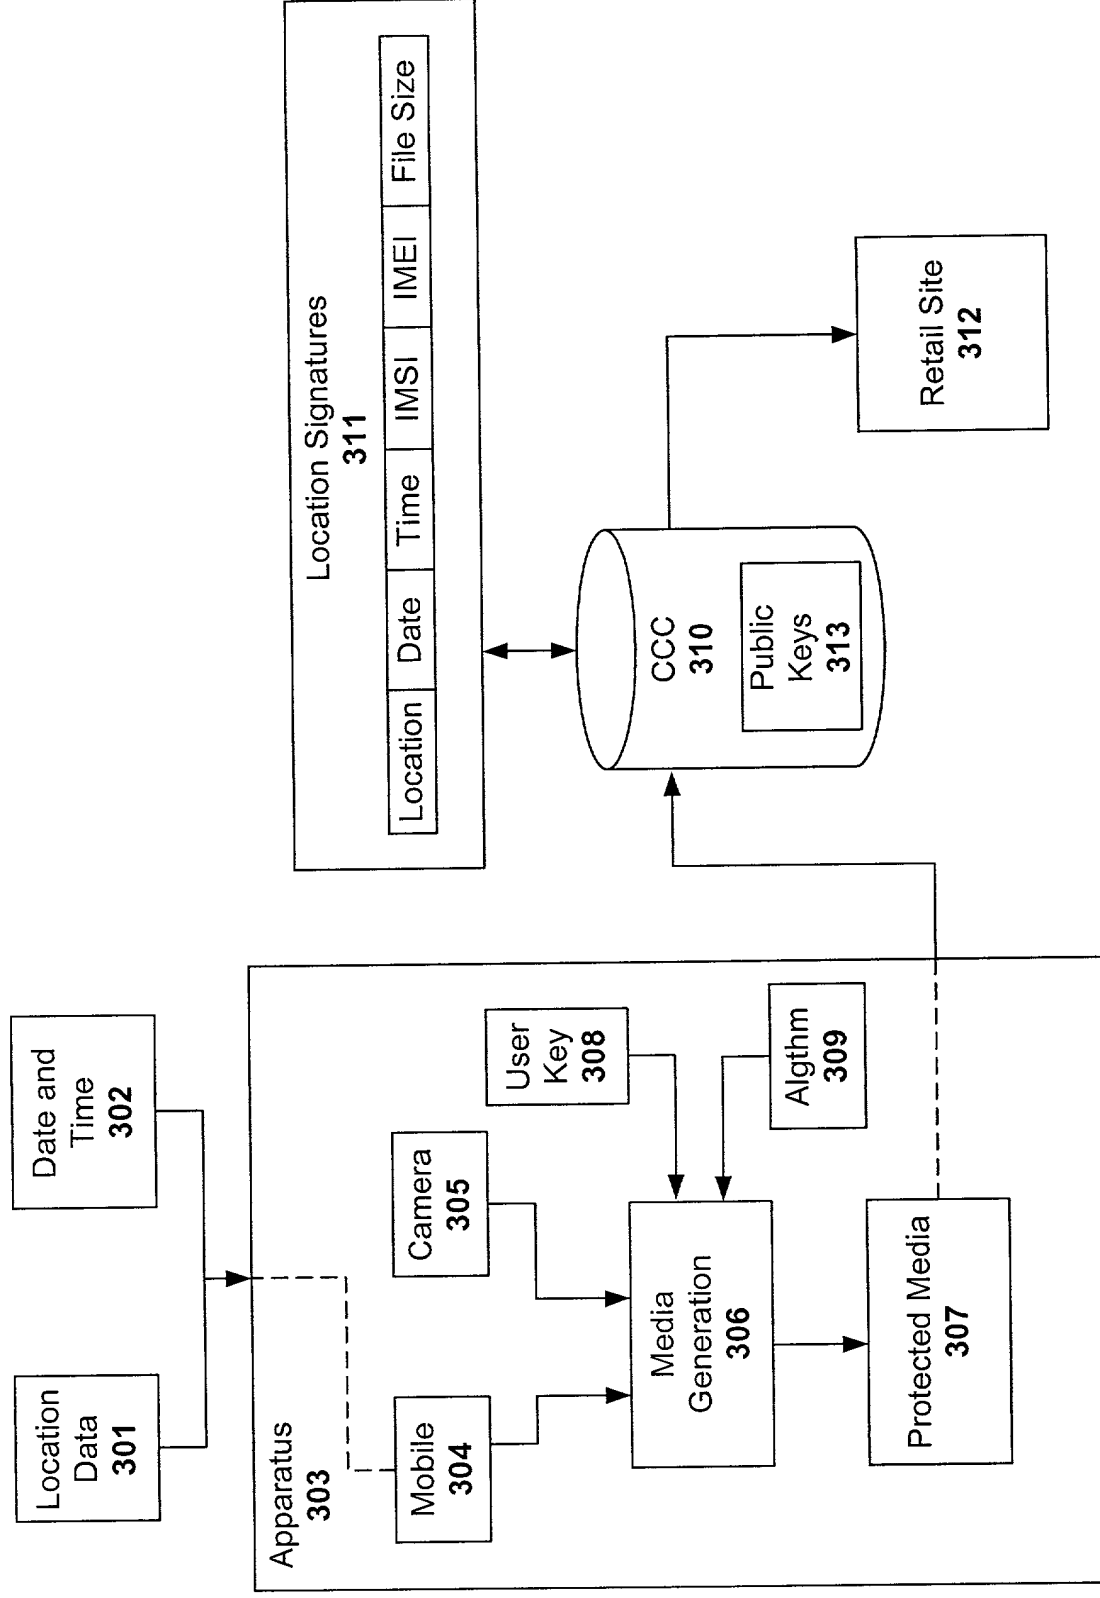 Location
Data
301
Date and
Time
302
Apparatus
303
Mobile
304
Camera
305
User
Key
308
Media
Generation
306
Algthm
309
Protected Media
307
Location Signatures
311
Location Date Time IMSI IMEI File Size
CCC
310
Public
Keys
313
Retail Site
312